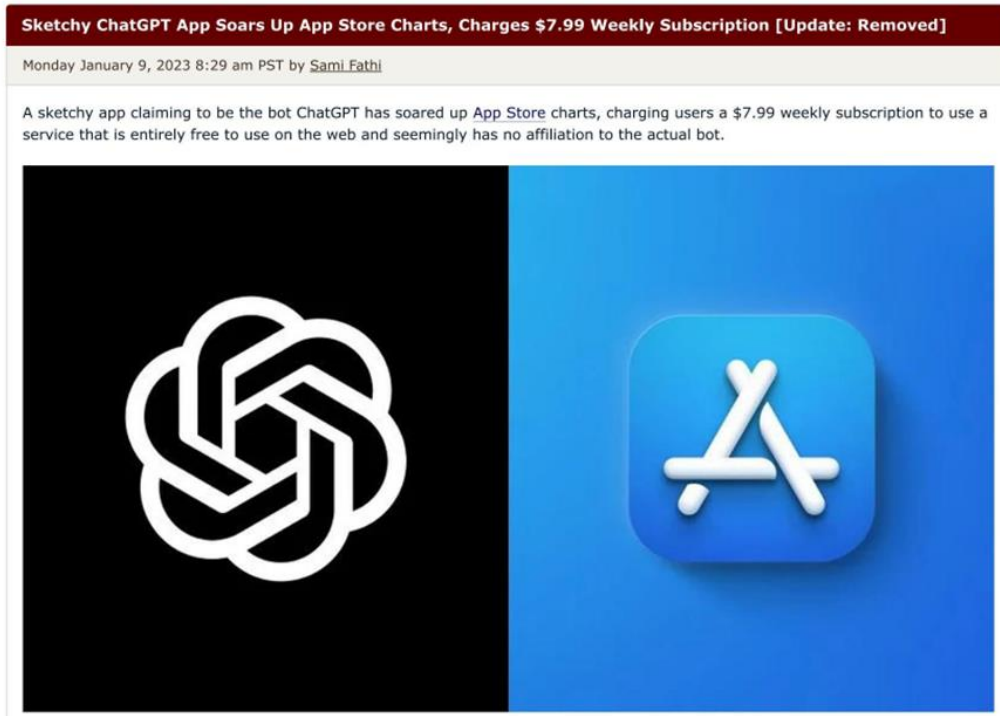 Sketchy ChatGPT App Soars Up App Store Charts, Charges $7.99 Weekly Subscription [Update: Removed]
Monday January 9, 2023 8:29 am PST by Sami Fathi
A sketchy app claiming to be the bot ChatGPT has soared up App Store charts, charging users a $7.99 weekly subscription to use a
service that is entirely free to use on the web and seemingly has no affiliation to the actual bot.